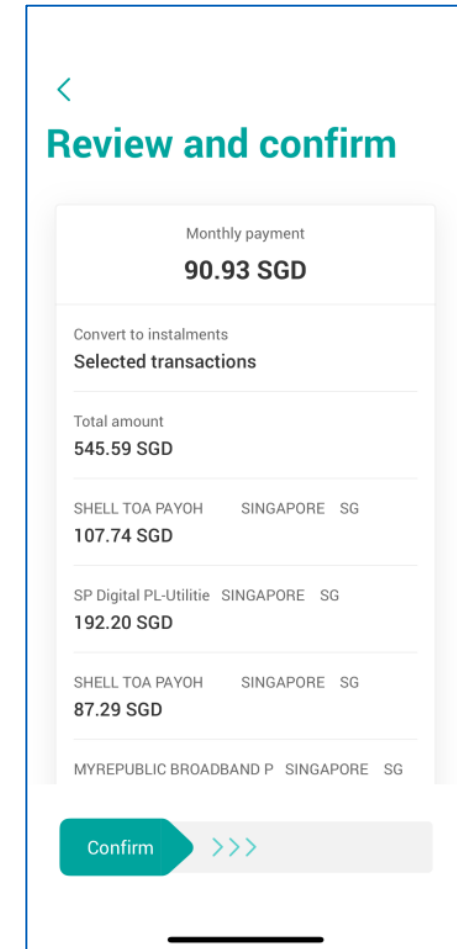 Review and confirm
Monthly payment
90.93 SGD
Convert to instalments
Selected transactions
Total amount
545.59 SGD
SHELL TOA PAYOH SINGAPORE SG
107.74 SGD
SP Digital PL-Utilitie SINGAPORE SG
192.20 SGD
SHELL TOA PAYOH SINGAPORE SG
87.29 SGD
MYREPUBLIC BROADBAND P SINGAPORE SG
Confirm